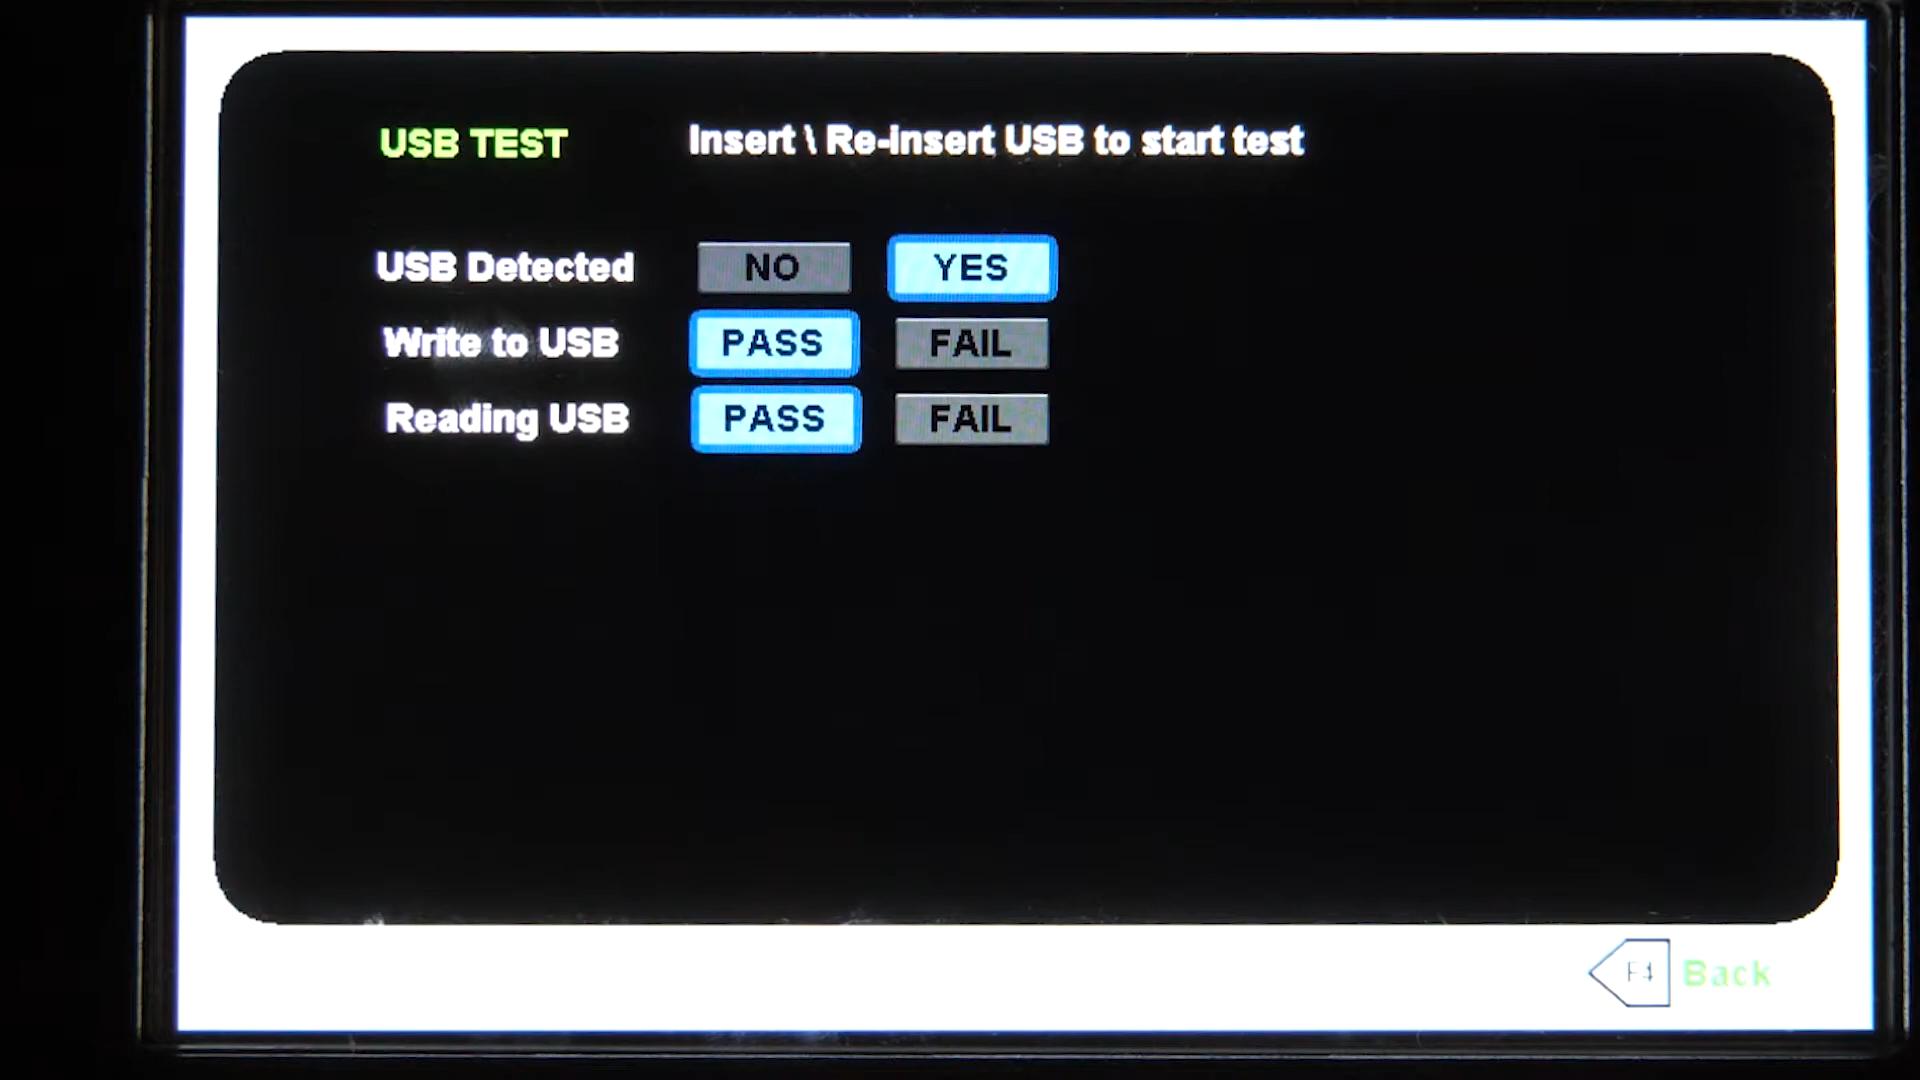 USB TEST Insert \ Re-insert USB to start test
USB Detected NO YES
Write to USB PASS FAIL
Reading USB PASS FAIL
F4 Back